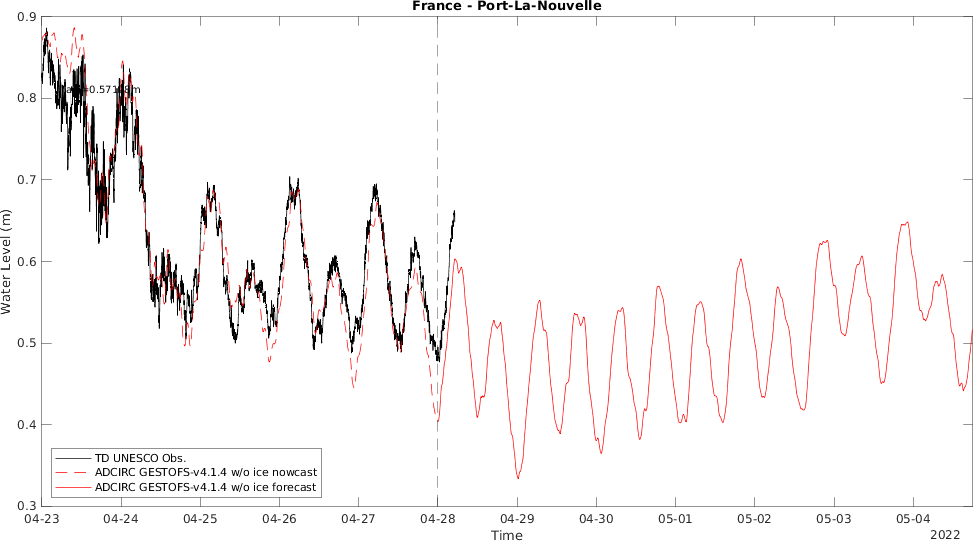 France - Port-La-Nouvelle
Water Level (m)
0.9
0.8
0.7
0.6
0.5
0.4
0.3
TD UNESCO Obs.
ADCIRC GESTOFS-v4.1.4 w/o ice nowcast
ADCIRC GESTOFS-v4.1.4 w/o ice forecast
04-23 04-24 04-25 04-26 04-27 04-28 04-29 04-30 05-01 05-02 05-03 05-04
Time
2022